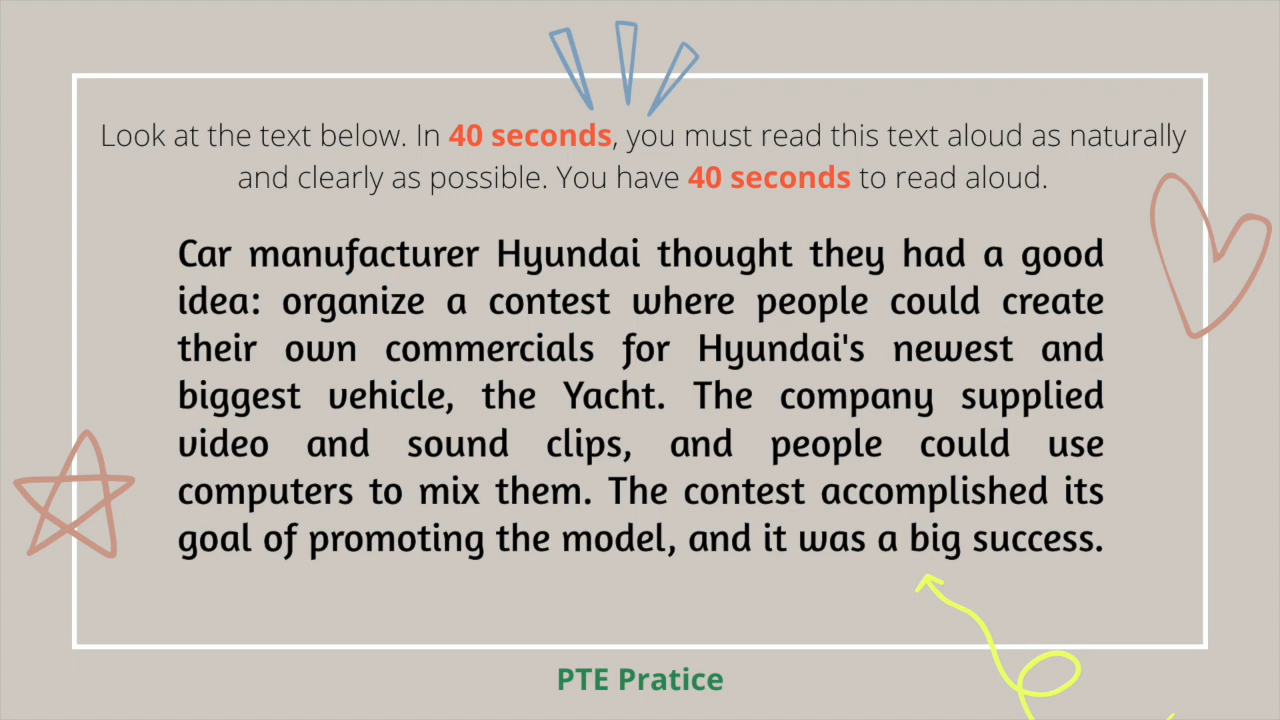 Look at the text below. In 40 seconds, you must read this text aloud as naturally
and clearly as possible. You have 40 seconds to read aloud.
Car manufacturer Hyundai thought they had a good
idea: organize a contest where people could create
their own commercials for Hyundai's newest and
biggest vehicle, the Yacht. The company supplied
video and sound clips, and people could use
computers to mix them. The contest accomplished its
goal of promoting the model, and it was a big success.
PTE Pratice